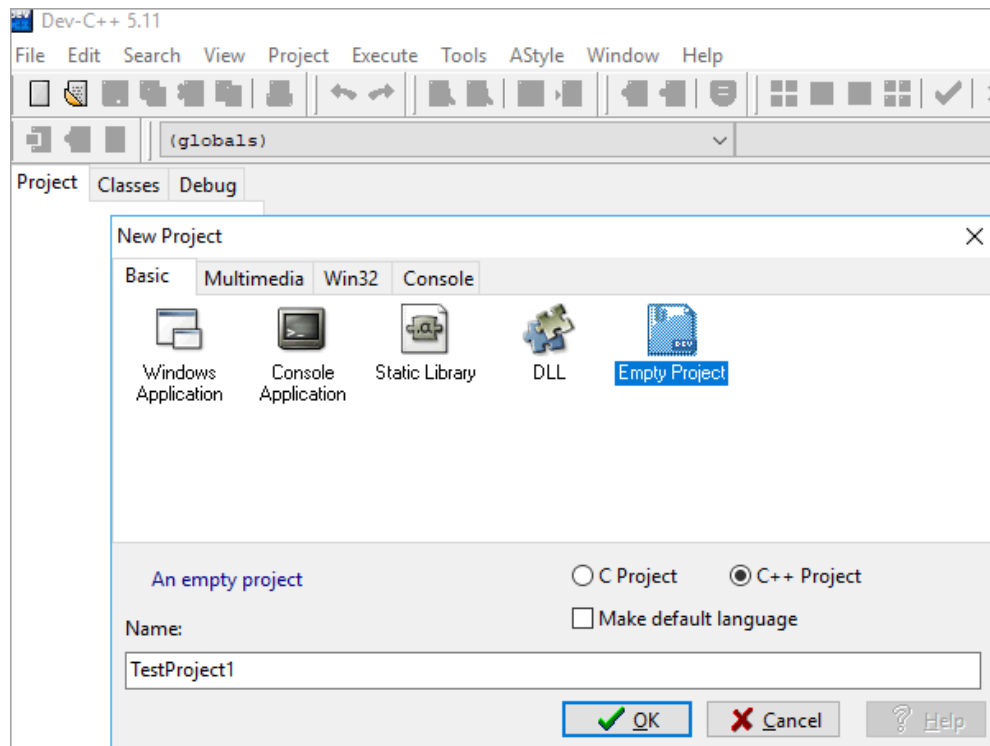 Dev-C++ 5.11
File Edit Search View Project Execute Tools AStyle Window Help
(globals)
Project Classes Debug
New Project
Basic Multimedia Win32 Console
Windows Application
Console Application
Static Library
DLL
DEV
Empty Project
An empty project
C Project
C++ Project
Make default language
Name:
TestProject1
OK
Cancel
Help